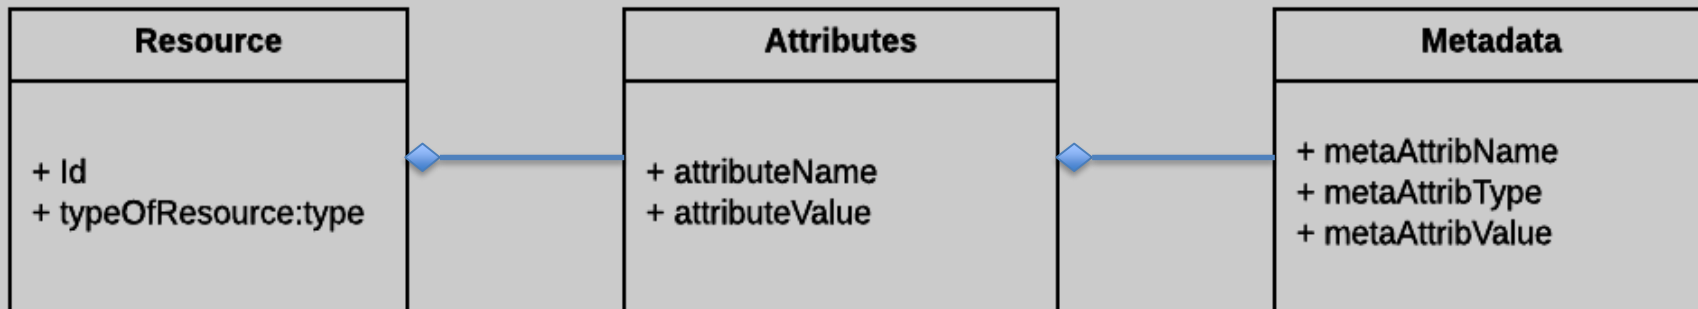 Resource
+ Id
+ typeOfResource:type
Attributes
+ attributeName
+ attributeValue
Metadata
+ metaAttribName
+ metaAttribType
+ metaAttribValue